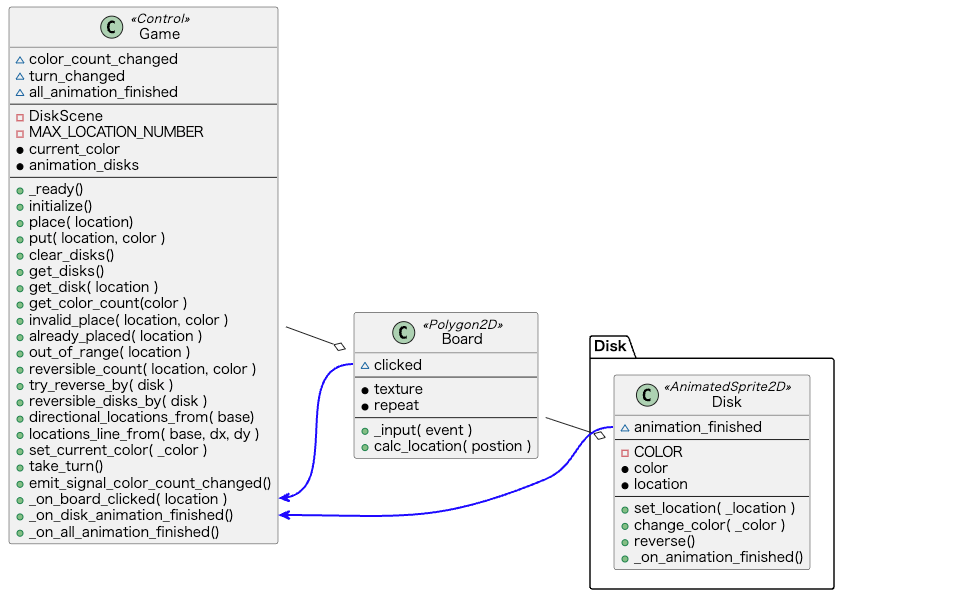 «Control»
Game
color_count_changed
turn_changed
all_animation_finished
DiskScene
MAX_LOCATION_NUMBER
current_color
animation_disks
_ready()
initialize()
place( location)
put( location, color )
clear_disks()
get_disks()
get_disk( location )
get_color_count(color )
invalid_place( location, color )
already_placed( location )
out_of_range( location )
reversible_count( location, color )
try_reverse_by( disk )
reversible_disks_by( disk )
directional_locations_from( base)
locations_line_from( base, dx, dy )
set_current_color( _color )
take_turn()
emit_signal_color_count_changed()
_on_board_clicked( location )
_on_disk_animation_finished()
_on_all_animation_finished()
«Polygon2D»
Board
clicked
texture
repeat
_input( event )
calc_location( postion )
Disk
«AnimatedSprite2D»
Disk
animation_finished
COLOR
color
location
set_location( _location )
change_color( _color )
reverse()
_on_animation_finished()